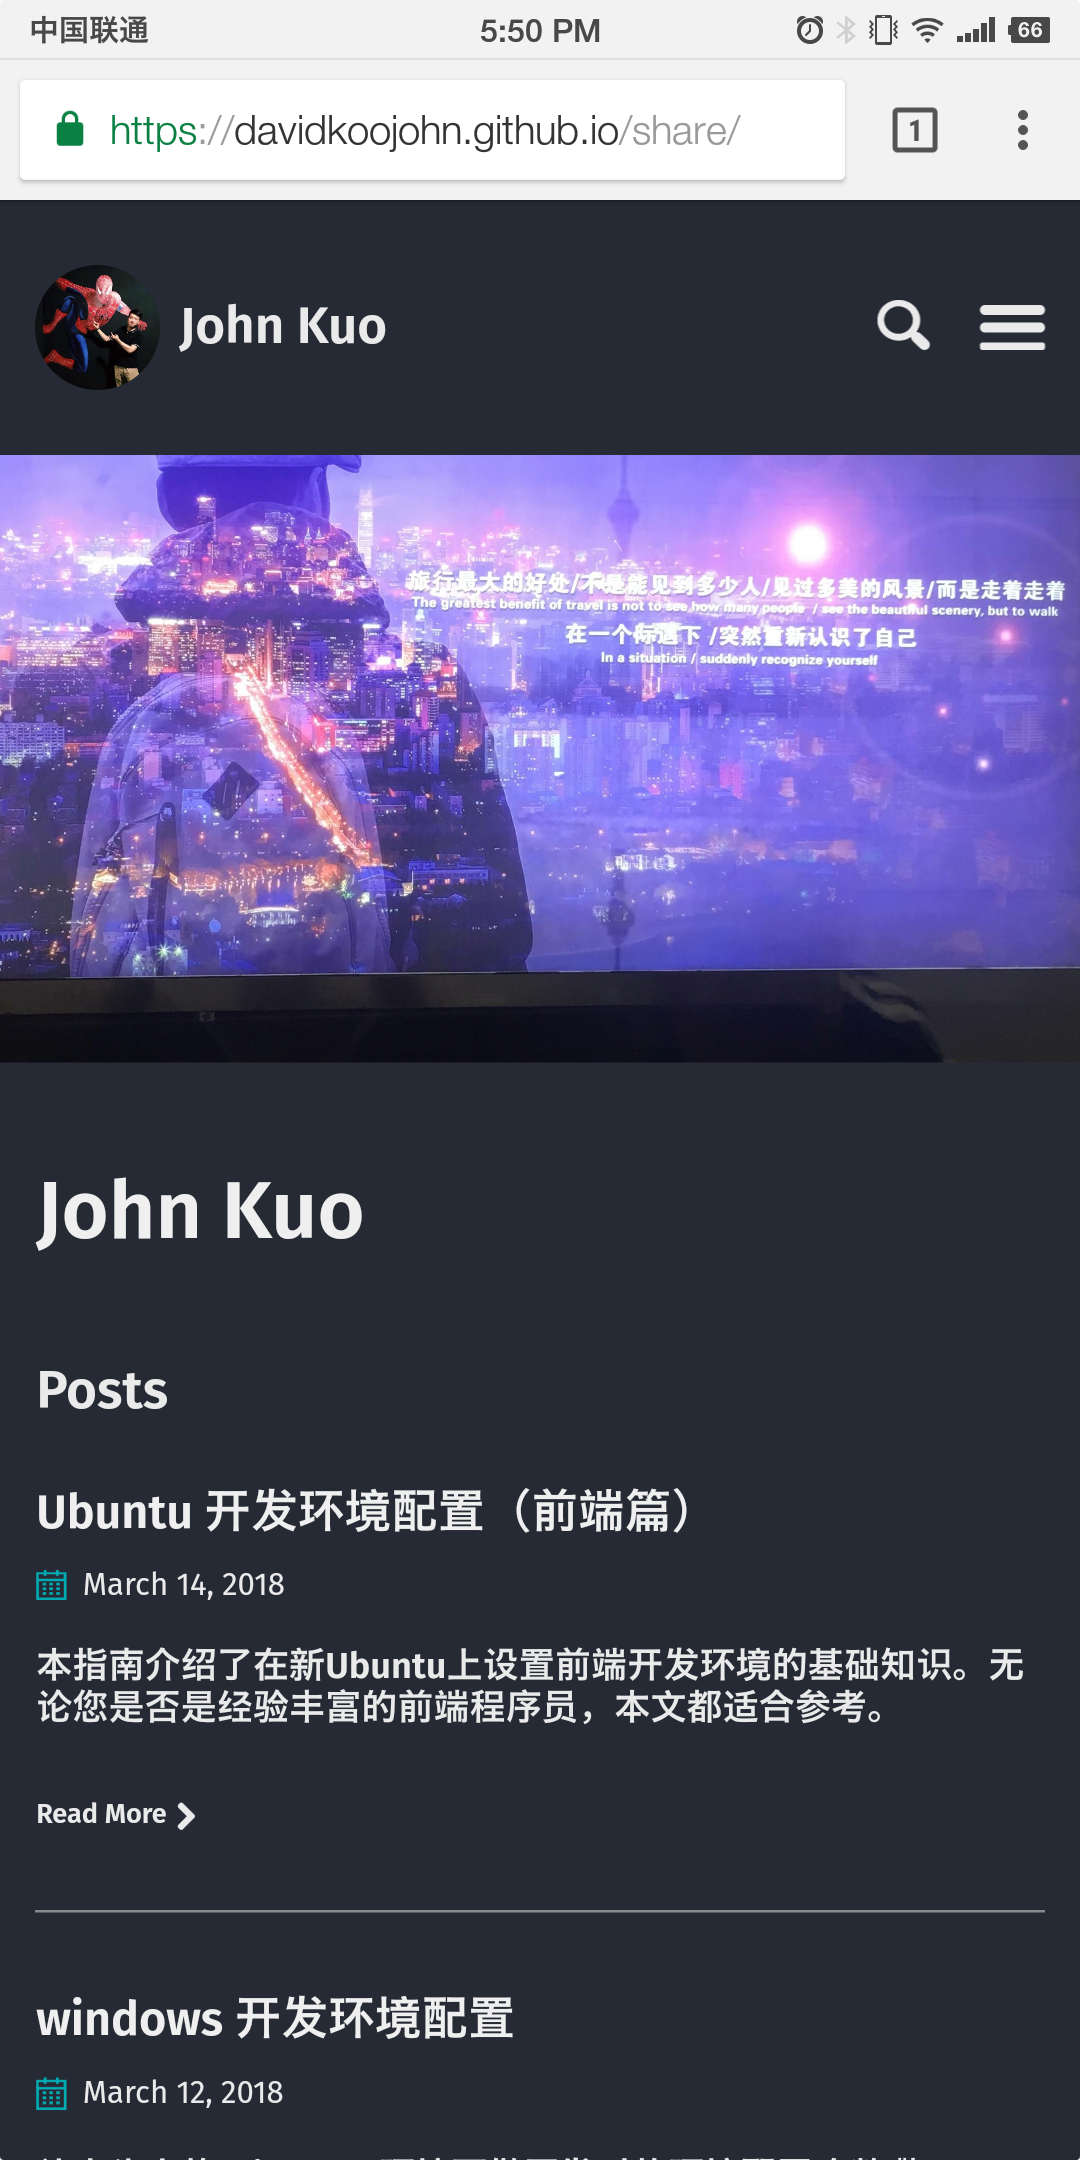 中国联通
5:50 PM
66
https://davidkoojohn.github.io/share/
1
John Kuo
旅行最大的好处/不是能见到多少人/见过多美的风景/而是走着走着
The greatest benefit of travel is not to see how many people / see the beautiful scenery, but to walk
在一个际遇下 /突然重新认识了自己
In a situation / suddenly recognize yourself
John Kuo
Posts
Ubuntu 开发环境配置（前端篇）
March 14, 2018
本指南介绍了在新Ubuntu上设置前端开发环境的基础知识。无
论您是否是经验丰富的前端程序员，本文都适合参考。
Read More
windows 开发环境配置
March 12, 2018